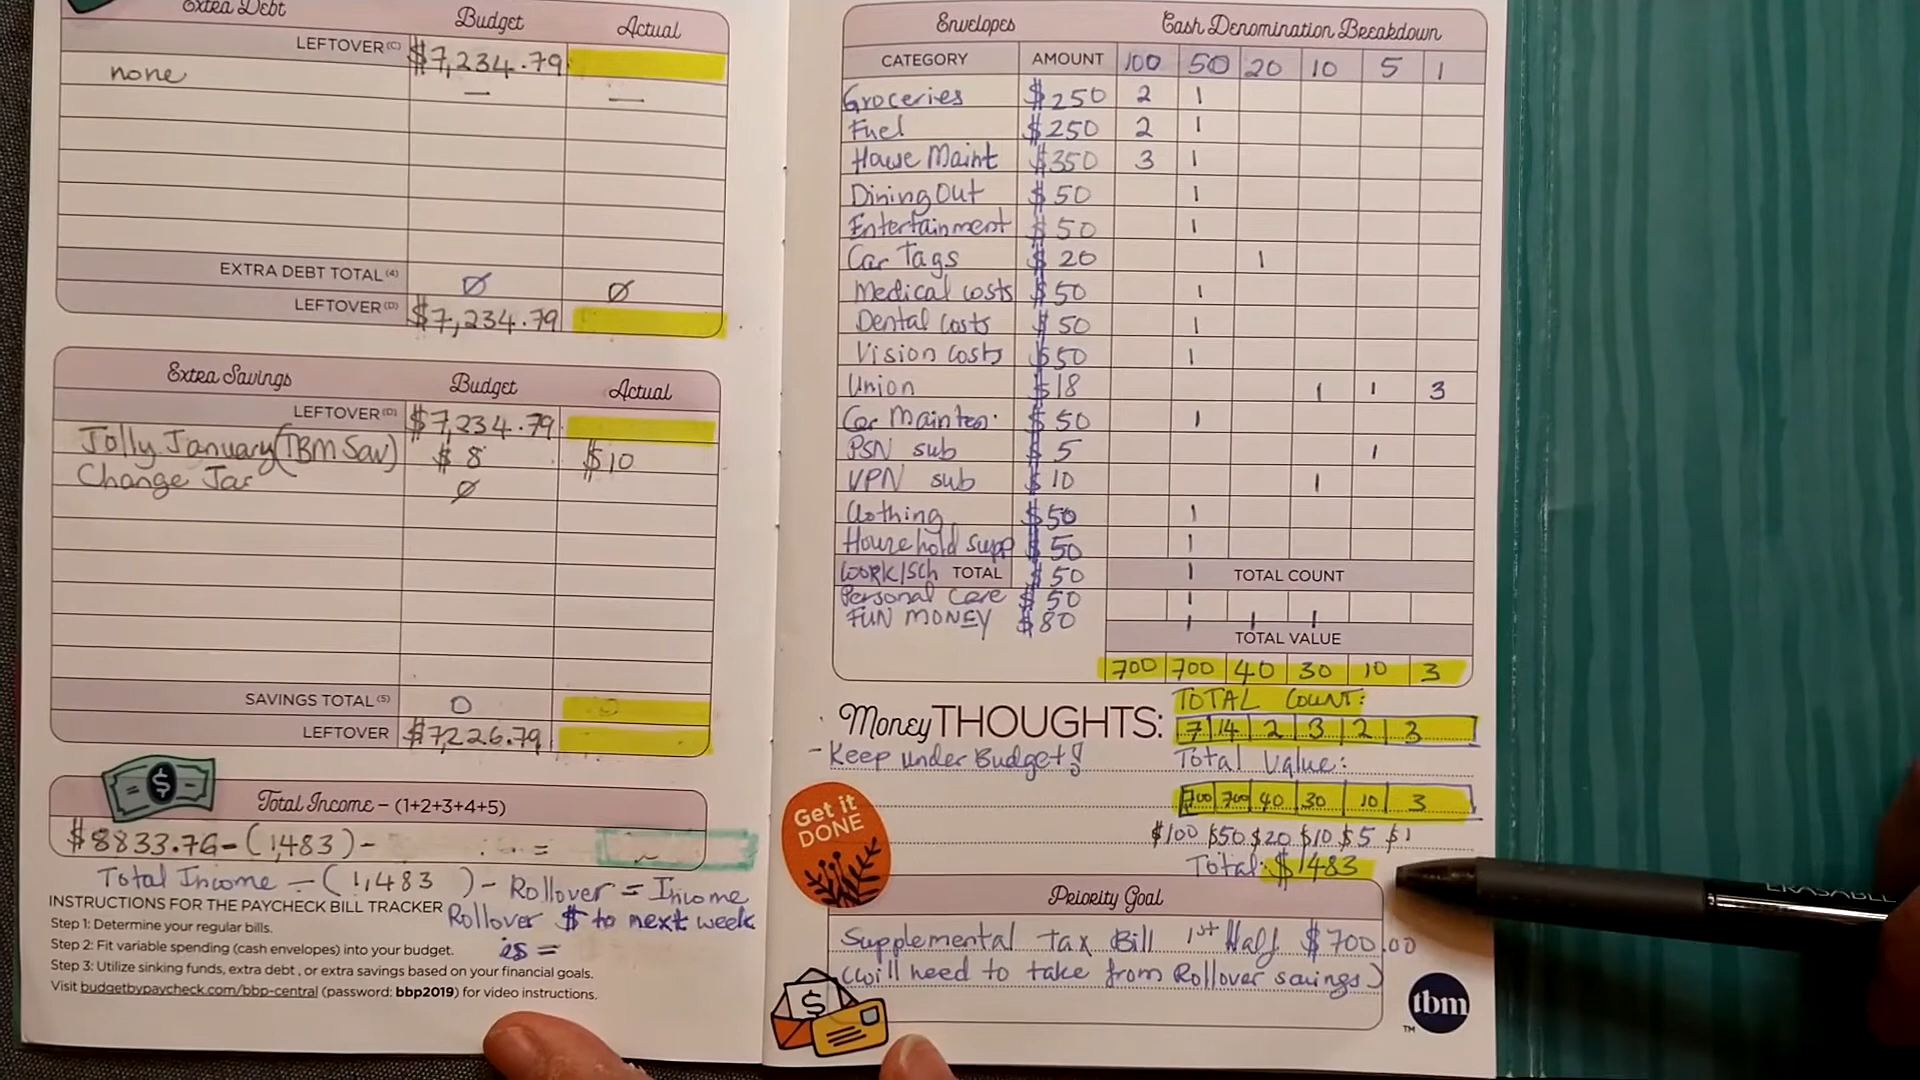 Extra Debt Budget Actual
LEFTOVER (C) $7,234.79
none — —
EXTRA DEBT TOTAL (4) Ø Ø
LEFTOVER (D) $7,234.79
Extra Savings Budget Actual
LEFTOVER (D) $7,234.79
Jolly January (TBM Sav) $8 $10
Change Jar Ø
SAVINGS TOTAL (5) 0
LEFTOVER $7,226.79
Total Income – (1+2+3+4+5)
$8833.76 – (1,483) – =
Total Income – (1,483 ) – Rollover = Income
INSTRUCTIONS FOR THE PAYCHECK BILL TRACKER
Rollover $ to next week
is =
Step 1: Determine your regular bills.
Step 2: Fit variable spending (cash envelopes) into your budget.
Step 3: Utilize sinking funds, extra debt, or extra savings based on your financial goals.
Visit budgetbypaycheck.com/bbp-central (password: bbp2019) for video instructions.
Envelopes Cash Denomination Breakdown
CATEGORY AMOUNT 100 50 20 10 5 1
Groceries $250 2 1
Fuel $250 2 1
House Maint $350 3 1
Dining Out $50 1
Entertainment $50 1
Car Tags $20 1
Medical costs $50 1
Dental costs $50 1
Vision costs $50 1
Union $18 1 1 3
Car Mainten. $50 1
PSN sub $5 1
VPN sub $10 1
Clothing $50 1
Household supp $50 1
WORK/Sch TOTAL $50 1 TOTAL COUNT
Personal Care $50 1
FUN MONEY $80 1 1 1
TOTAL VALUE
700 700 40 30 10 3
TOTAL COUNT:
Money THOUGHTS: 7 14 2 3 2 3
- Keep under Budget! Total Value:
700 700 40 30 10 3
$100 $50 $20 $10 $5 $1
Total: $1483
Get it
DONE
Priority Goal
Supplemental Tax Bill 1st Half $700.00
(will need to take from Rollover savings)
tbm
TM
ERASABLE